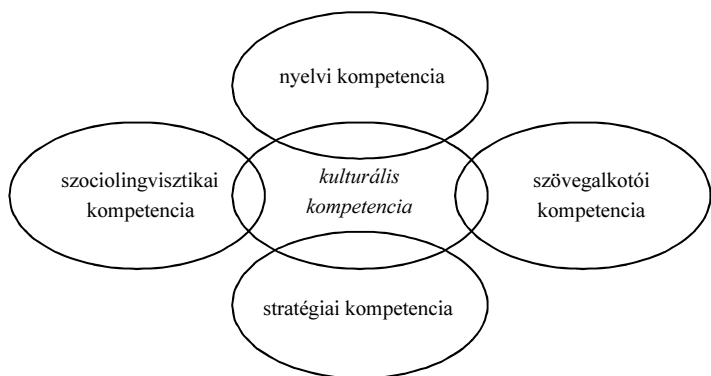 nyelvi kompetencia
szociolingvisztikai
kompetencia
kulturális
kompetencia
szövegalkotói
kompetencia
stratégiai kompetencia